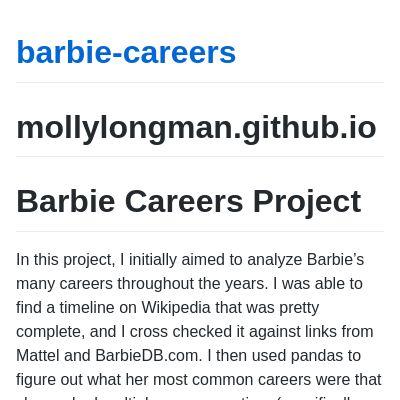 barbie-careers
mollylongman.github.io
Barbie Careers Project
In this project, I initially aimed to analyze Barbie’s
many careers throughout the years. I was able to
find a timeline on Wikipedia that was pretty
complete, and I cross checked it against links from
Mattel and BarbieDB.com. I then used pandas to
figure out what her most common careers were that